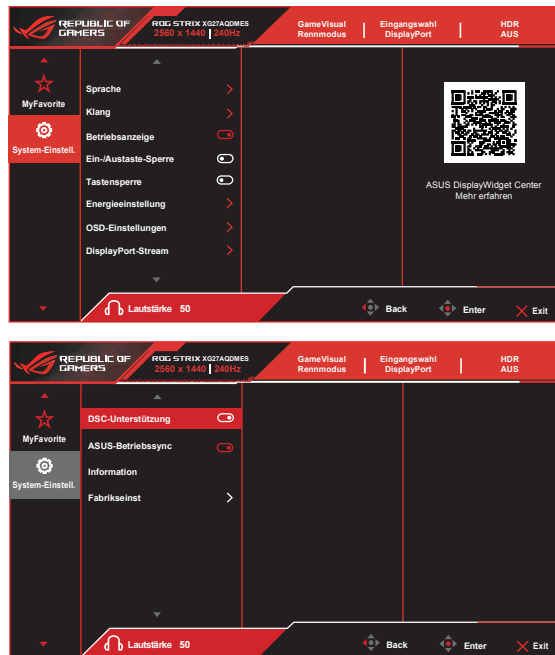 REPUBLIC OF
GAMERS
ROG STRIX XG27AQDMES
2560 x 1440 240Hz
GameVisual
Rennmodus
Eingangswahl
DisplayPort
HDR
AUS
MyFavorite
System-Einstell.
Sprache
Klang
Betriebsanzeige
Ein-/Austaste-Sperre
Tastensperre
Energieeinstellung
OSD-Einstellungen
DisplayPort-Stream
ASUS DisplayWidget Center
Mehr erfahren
Lautstärke 50
Back
Enter
Exit
REPUBLIC OF
GAMERS
ROG STRIX XG27AQDMES
2560 x 1440 240Hz
GameVisual
Rennmodus
Eingangswahl
DisplayPort
HDR
AUS
MyFavorite
System-Einstell.
DSC-Unterstützung
ASUS-Betriebssync
Information
Fabrikseinst
Lautstärke 50
Back
Enter
Exit